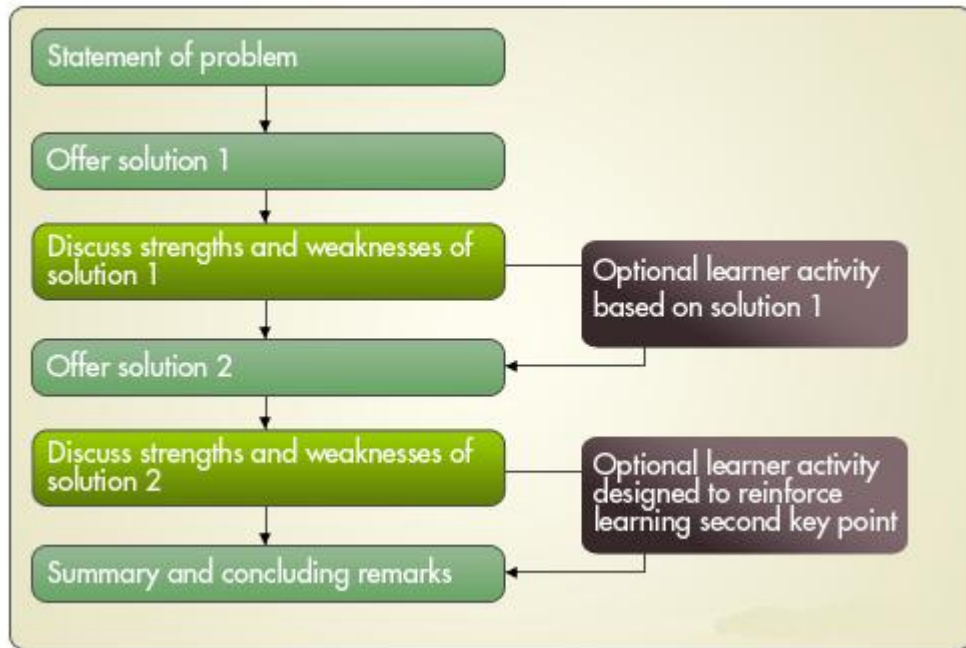 Statement of problem
Offer solution 1
Discuss strengths and weaknesses of
solution 1
Optional learner activity
based on solution 1
Offer solution 2
Discuss strengths and weaknesses of
solution 2
Optional learner activity
designed to reinforce
learning second key point
Summary and concluding remarks